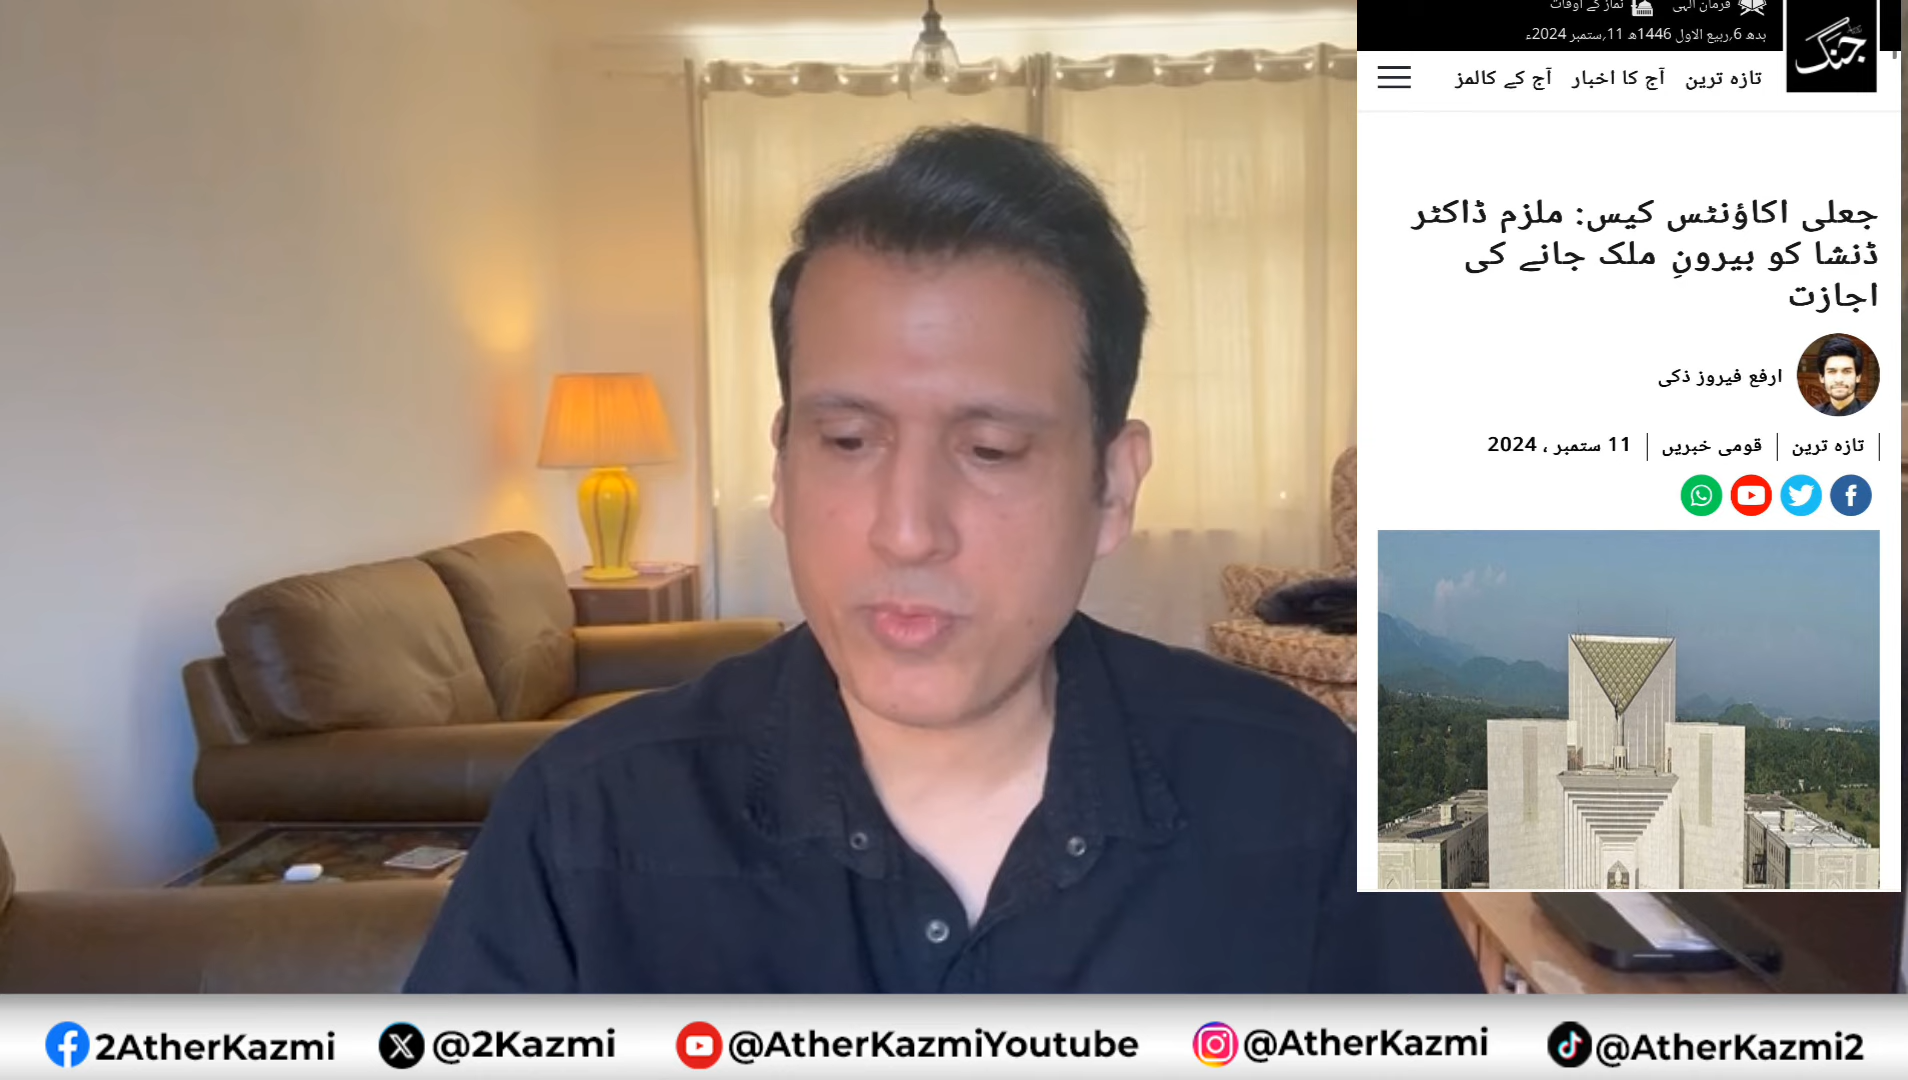 فرمان الٰہی نماز کے اوقات
بدھ 6؍ربیع الاول 1446ھ 11؍ستمبر 2024ء
جنگ
تازہ ترین آج کا اخبار آج کے کالمز
جعلی اکاؤنٹس کیس: ملزم ڈاکٹر
ڈنشا کو بیرونِ ملک جانے کی
اجازت
ارفع فیروز ذکی
تازہ ترین | قومی خبریں | 11 ستمبر ، 2024
2AtherKazmi @2Kazmi @AtherKazmiYoutube @AtherKazmi @AtherKazmi2